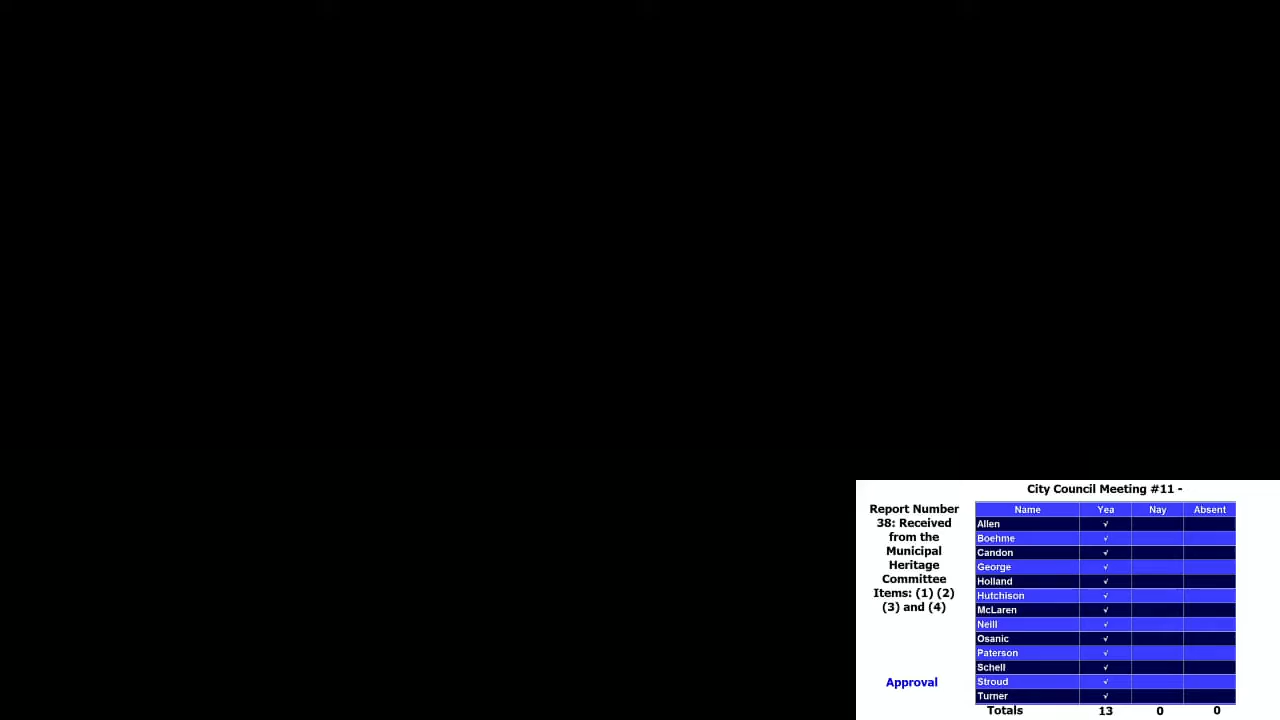 City Council Meeting #11 -
Report Number
38: Received
from the
Municipal
Heritage
Committee
Items: (1) (2)
(3) and (4)
Approval
Name Yea Nay Absent
Allen √
Boehme √
Candon √
George √
Holland √
Hutchison √
McLaren √
Neill √
Osanic √
Paterson √
Schell √
Stroud √
Turner √
Totals 13 0 0